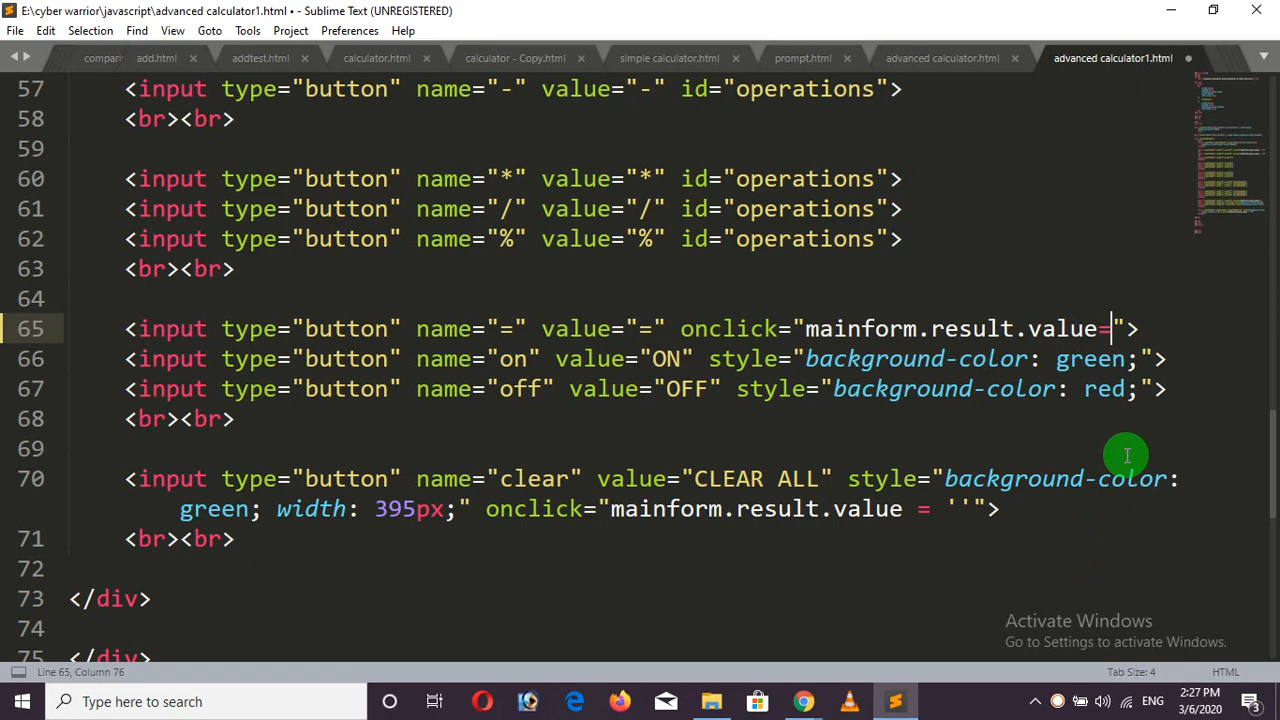 E:\cyber warrior\javascript\advanced calculator1.html • - Sublime Text (UNREGISTERED)
File Edit Selection Find View Goto Tools Project Preferences Help
compari add.html addtest.html calculator.html calculator - Copy.html simple calculator.html prompt.html advanced calculator.html advanced calculator1.html
57 <input type="button" name="-" value="-" id="operations">
58 <br><br>
59
60 <input type="button" name="*" value="*" id="operations">
61 <input type="button" name="/" value="/" id="operations">
62 <input type="button" name="%" value="%" id="operations">
63 <br><br>
64
65 <input type="button" name="=" value="=" onclick="mainform.result.value=">
66 <input type="button" name="on" value="ON" style="background-color: green;">
67 <input type="button" name="off" value="OFF" style="background-color: red;">
68 <br><br>
69
70 <input type="button" name="clear" value="CLEAR ALL" style="background-color:
green; width: 395px;" onclick="mainform.result.value = ''">
71 <br><br>
72
73 </div>
74
75 </div>
Activate Windows
Go to Settings to activate Windows.
Line 65, Column 76 Tab Size: 4 HTML
Type here to search ENG 2:27 PM
3/6/2020 3